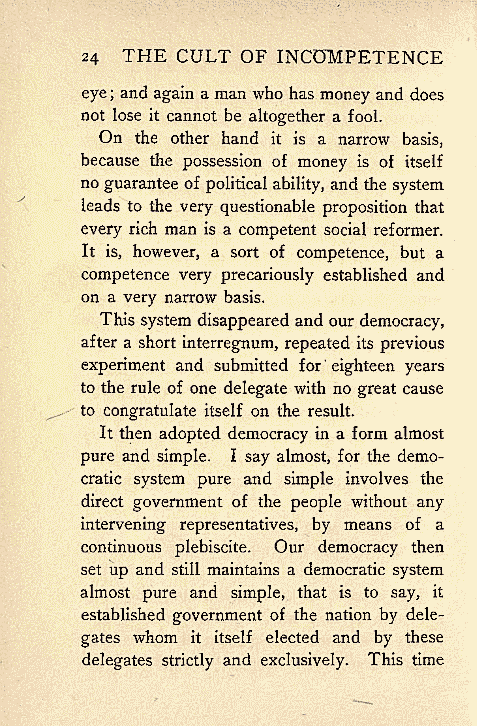 24 THE CULT OF INCOMPETENCE
eye; and again a man who has money and does
not lose it cannot be altogether a fool.
On the other hand it is a narrow basis,
because the possession of money is of itself
no guarantee of political ability, and the system
leads to the very questionable proposition that
every rich man is a competent social reformer.
It is, however, a sort of competence, but a
competence very precariously established and
on a very narrow basis.
This system disappeared and our democracy,
after a short interregnum, repeated its previous
experiment and submitted for eighteen years
to the rule of one delegate with no great cause
to congratulate itself on the result.
It then adopted democracy in a form almost
pure and simple. I say almost, for the demo-
cratic system pure and simple involves the
direct government of the people without any
intervening representatives, by means of a
continuous plebiscite. Our democracy then
set up and still maintains a democratic system
almost pure and simple, that is to say, it
established government of the nation by dele-
gates whom it itself elected and by these
delegates strictly and exclusively. This time